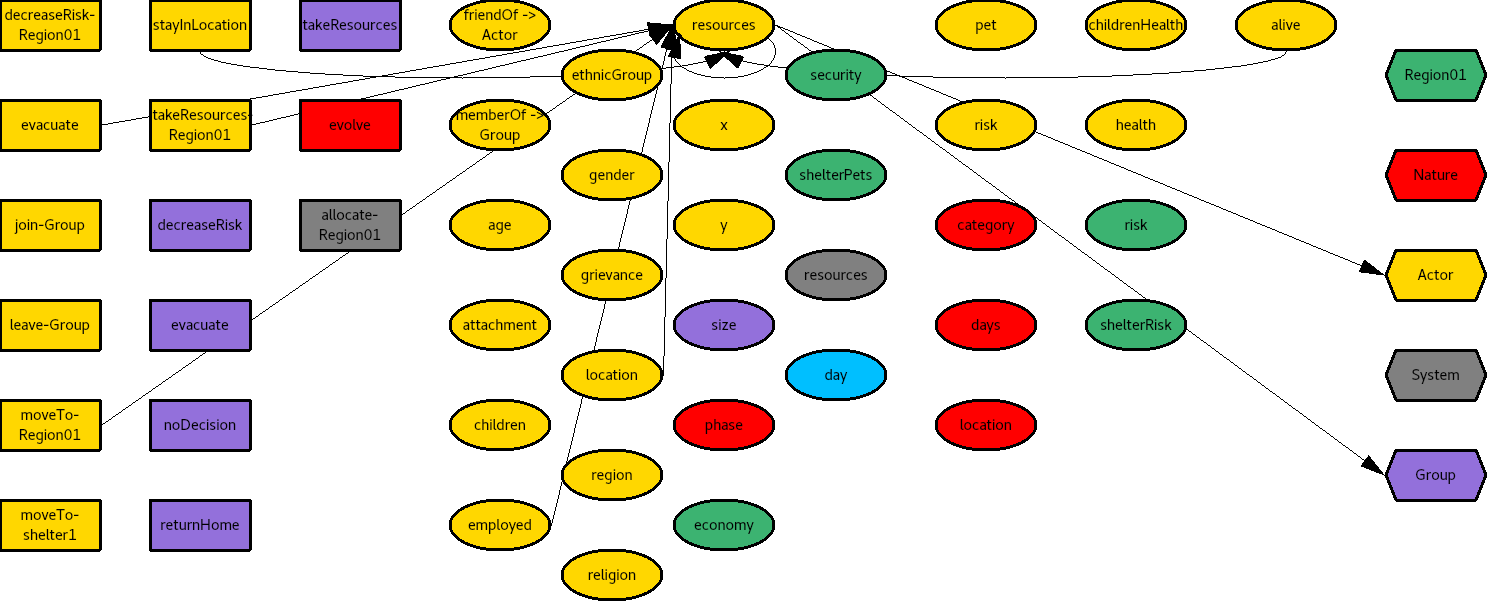 decreaseRisk-
Region01
stayInLocation
takeResources
friendOf ->
Actor
resources
pet
childrenHealth
alive
ethnicGroup
security
Region01
evacuate
takeResources-
Region01
evolve
memberOf ->
Group
x
risk
health
gender
shelterPets
Nature
join-Group
decreaseRisk
allocate-
Region01
age
y
category
risk
grievance
resources
Actor
leave-Group
evacuate
attachment
size
days
shelterRisk
location
day
System
moveTo-
Region01
noDecision
children
phase
location
region
Group
moveTo-
shelter1
returnHome
employed
economy
religion